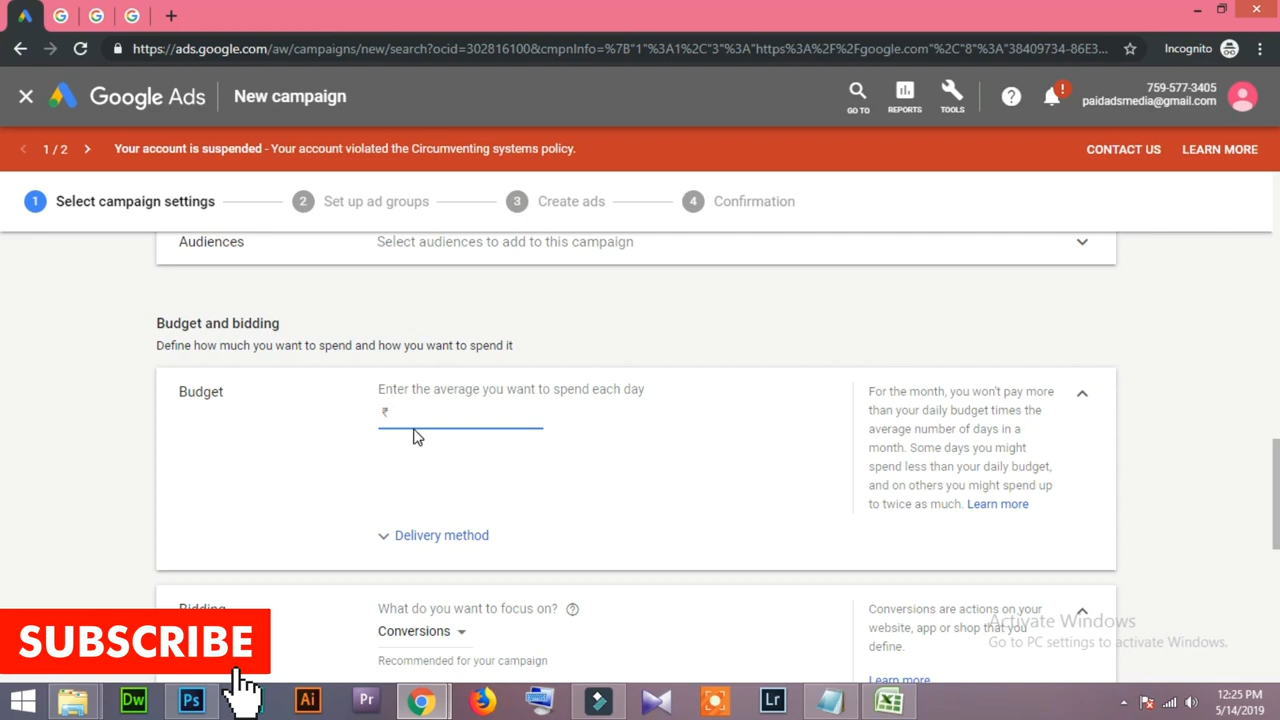 https://ads.google.com/aw/campaigns/new/search?ocid=302816100&cmpnInfo=%7B"1"%3A1%2C"3"%3A"https%3A%2F%2Fgoogle.com"%2C"8"%3A"38409734-86E3...
Incognito
Google Ads
New campaign
GO TO
REPORTS
TOOLS
759-577-3405
paidadsmedia@gmail.com
1 / 2
Your account is suspended - Your account violated the Circumventing systems policy.
CONTACT US
LEARN MORE
1 Select campaign settings
2 Set up ad groups
3 Create ads
4 Confirmation
Audiences
Select audiences to add to this campaign
Budget and bidding
Define how much you want to spend and how you want to spend it
Budget
Enter the average you want to spend each day
₹
For the month, you won't pay more
than your daily budget times the
average number of days in a
month. Some days you might
spend less than your daily budget,
and on others you might spend up
to twice as much. Learn more
Delivery method
Bidding
What do you want to focus on?
Conversions
Recommended for your campaign
Conversions are actions on your
website, app or shop that you
define.
Learn more
Activate Windows
Go to PC settings to activate Windows.
SUBSCRIBE
Dw
Ps
Ai
Pr
Lr
12:25 PM
5/14/2019